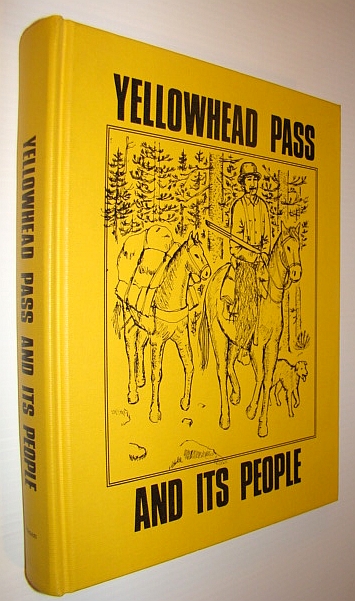 YELLOWHEAD PASS
AND ITS PEOPLE
YELLOWHEAD PASS AND ITS PEOPLE